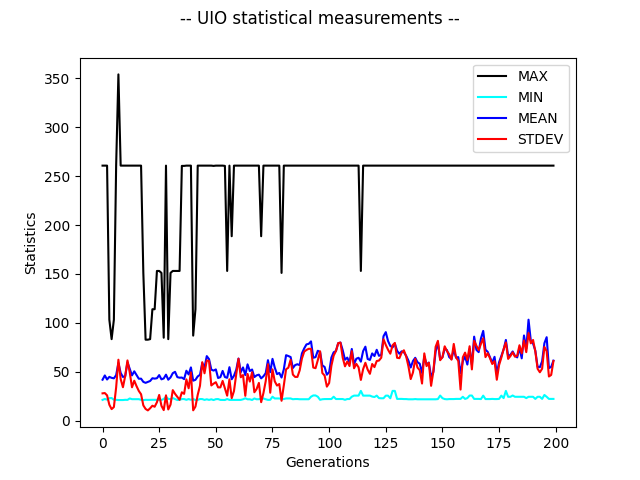 -- UIO statistical measurements --
MAX
MIN
MEAN
STDEV
Statistics
350
300
250
200
150
100
50
0
0 25 50 75 100 125 150 175 200
Generations